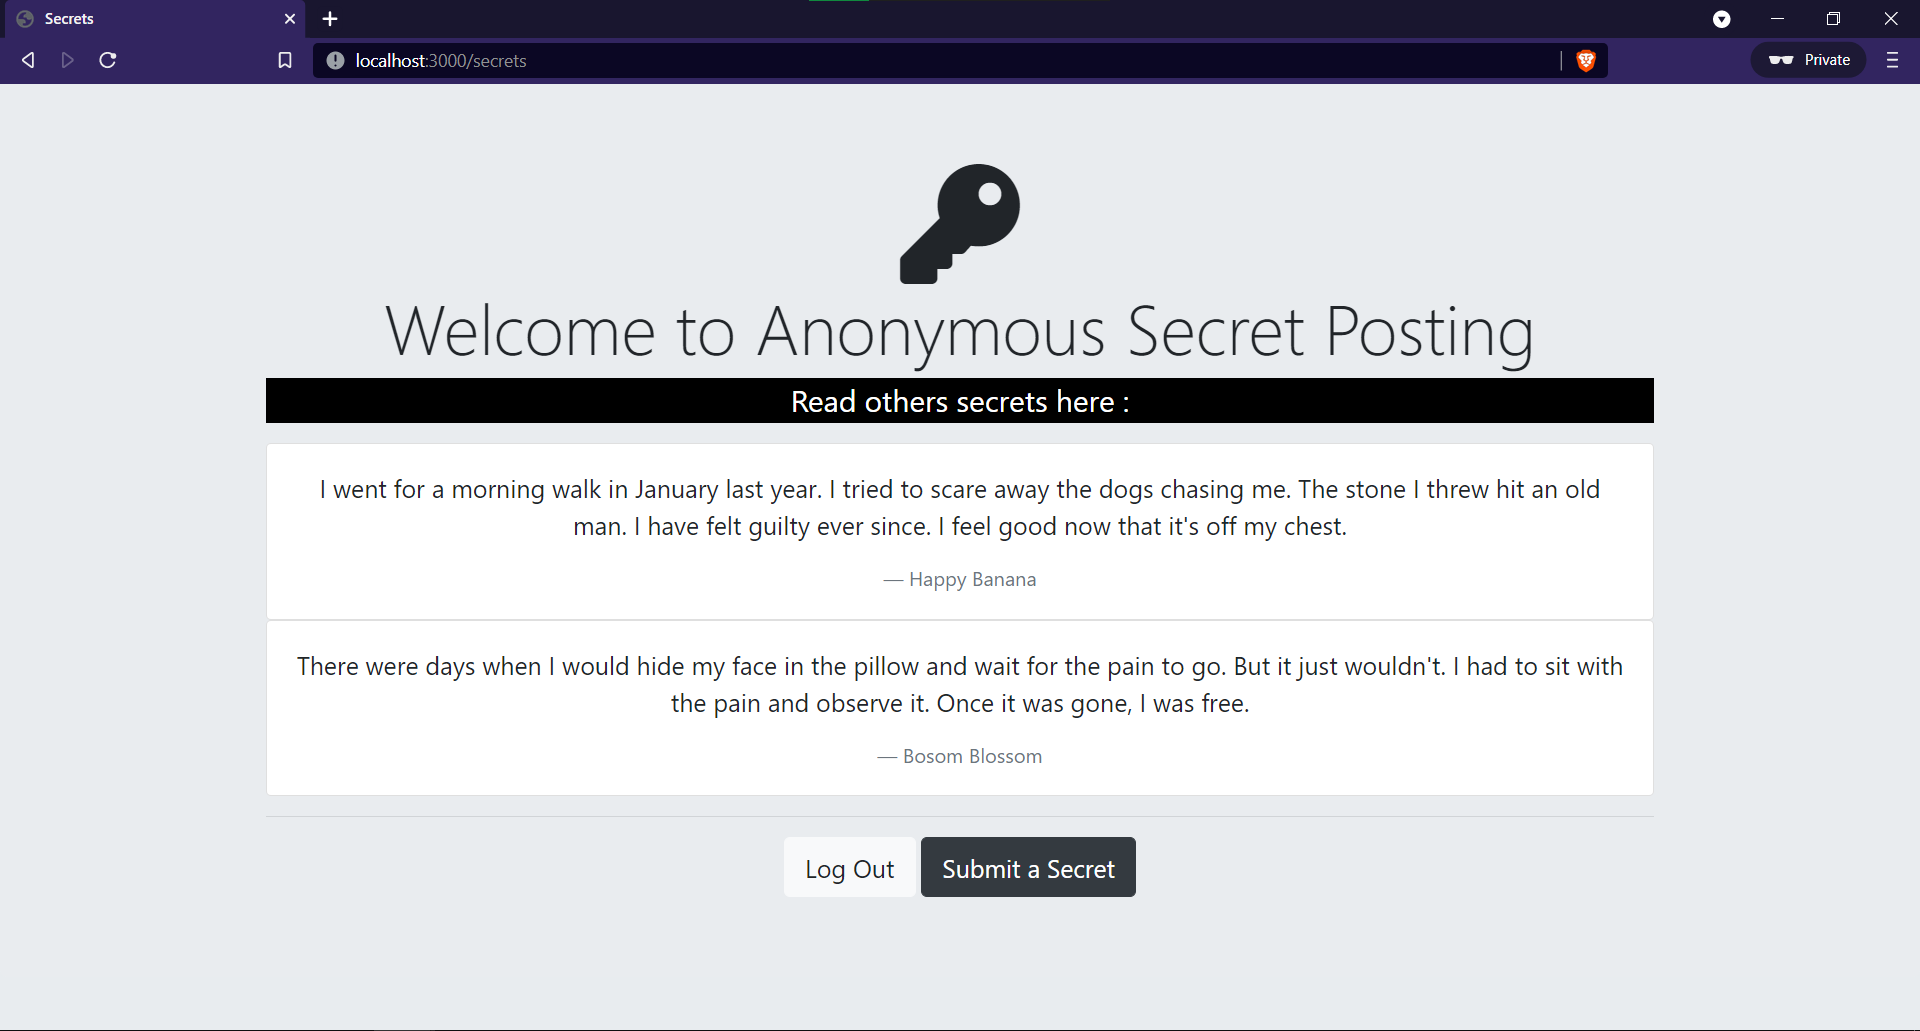 Secrets
localhost:3000/secrets
Private
Welcome to Anonymous Secret Posting
Read others secrets here :
I went for a morning walk in January last year. I tried to scare away the dogs chasing me. The stone I threw hit an old
man. I have felt guilty ever since. I feel good now that it's off my chest.
— Happy Banana
There were days when I would hide my face in the pillow and wait for the pain to go. But it just wouldn't. I had to sit with
the pain and observe it. Once it was gone, I was free.
— Bosom Blossom
Log Out
Submit a Secret